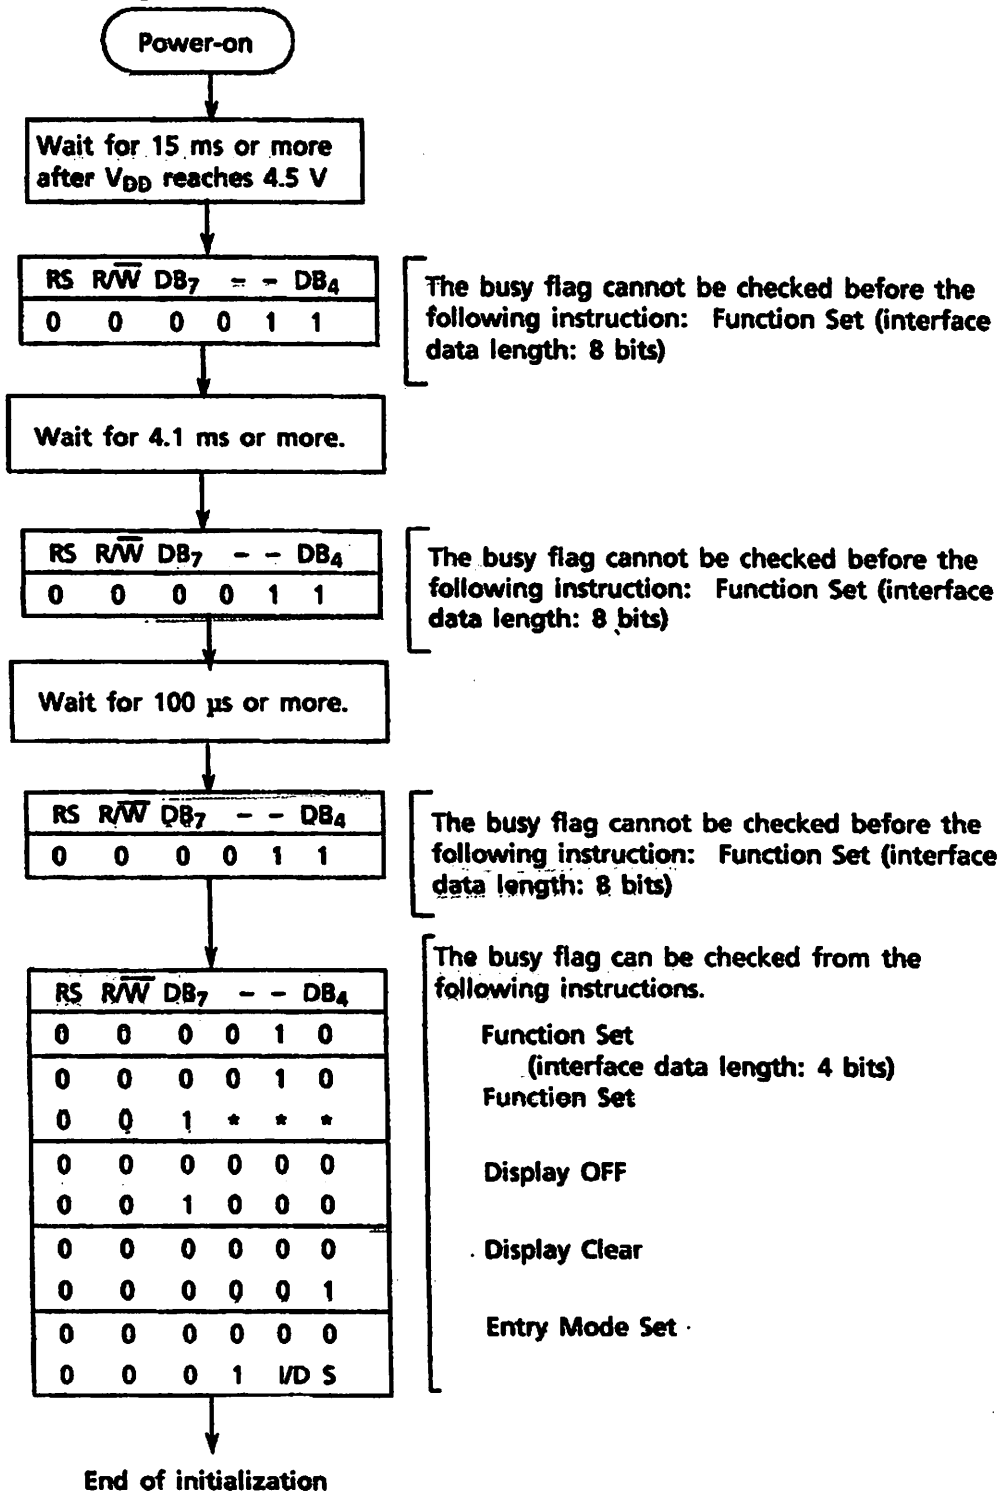 Power-on
Wait for 15 ms or more
after VDD reaches 4.5 V
RS R/W̅ DB7 - - DB4
0 0 0 0 1 1
The busy flag cannot be checked before the
following instruction: Function Set (interface
data length: 8 bits)
Wait for 4.1 ms or more.
RS R/W̅ DB7 - - DB4
0 0 0 0 1 1
The busy flag cannot be checked before the
following instruction: Function Set (interface
data length: 8 bits)
Wait for 100 µs or more.
RS R/W̅ DB7 - - DB4
0 0 0 0 1 1
The busy flag cannot be checked before the
following instruction: Function Set (interface
data length: 8 bits)
The busy flag can be checked from the
following instructions.
RS R/W̅ DB7 - - DB4
0 0 0 0 1 0
Function Set
(interface data length: 4 bits)
0 0 0 0 1 0
Function Set
0 0 1 * * *
0 0 0 0 0 0
Display OFF
0 0 1 0 0 0
0 0 0 0 0 0
Display Clear
0 0 0 0 0 1
0 0 0 0 0 0
Entry Mode Set
0 0 0 1 I/D S
End of initialization